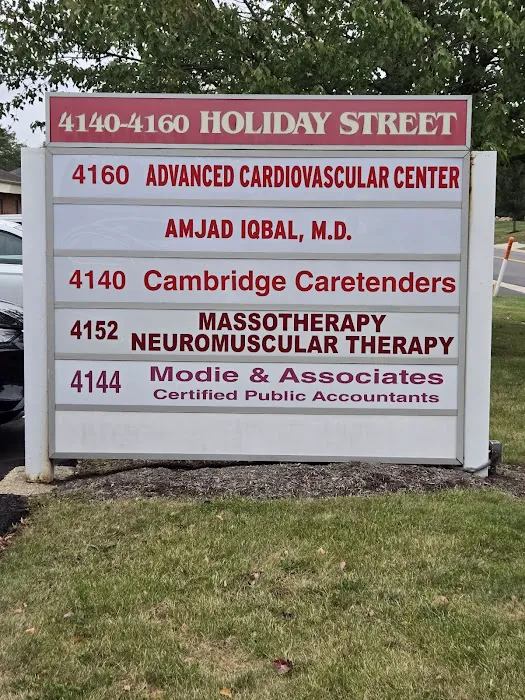 4140-4160 HOLIDAY STREET
4160 ADVANCED CARDIOVASCULAR CENTER
AMJAD IQBAL, M.D.
4140 Cambridge Caretenders
4152 MASSOTHERAPY
NEUROMUSCULAR THERAPY
4144 Modie & Associates
Certified Public Accountants